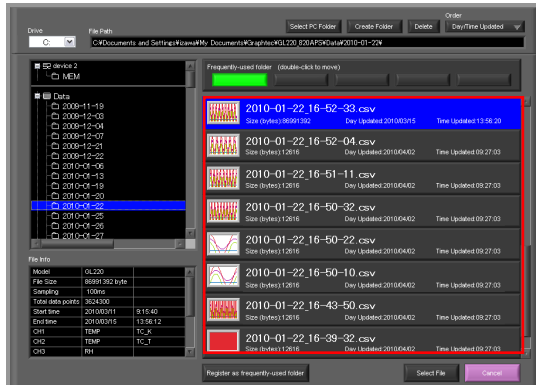 Order
Drive
File Path
Select PC Folder
Create Folder
Delete
Day/Time Updated
C:
C:¥Documents and Settings¥izawa¥My Documents¥Graphtec¥GL220_820APS¥Data¥2010-01-22¥
device 2
MEM
Data
2009-11-19
2009-12-03
2009-12-04
2009-12-07
2009-12-21
2009-12-22
2010-01-06
2010-01-13
2010-01-19
2010-01-20
2010-01-22
2010-01-25
2010-01-26
2010-01-27
File Info
Model GL220
File Size 86991392 byte
Sampling 100ms
Total data points 3624300
Start time 2010/03/11 9:15:40
End time 2010/03/15 13:56:12
CH1 TEMP TC_K
CH2 TEMP TC_T
CH3 RH
Frequently-used folder (double-click to move)
2010-01-22_16-52-33.csv
Size (bytes):86991392 Day Updated:2010/03/15 Time Updated:13:56:20
2010-01-22_16-52-04.csv
Size (bytes):12616 Day Updated:2010/04/02 Time Updated:09:27:03
2010-01-22_16-51-11.csv
Size (bytes):12616 Day Updated:2010/04/02 Time Updated:09:27:03
2010-01-22_16-50-32.csv
Size (bytes):12616 Day Updated:2010/04/02 Time Updated:09:27:03
2010-01-22_16-50-22.csv
Size (bytes):12616 Day Updated:2010/04/02 Time Updated:09:27:03
2010-01-22_16-50-10.csv
Size (bytes):12616 Day Updated:2010/04/02 Time Updated:09:27:03
2010-01-22_16-43-50.csv
Size (bytes):12616 Day Updated:2010/04/02 Time Updated:09:27:03
2010-01-22_16-39-32.csv
Size (bytes):12616 Day Updated:2010/04/02 Time Updated:09:27:03
Register as frequently-used folder
Select File
Cancel